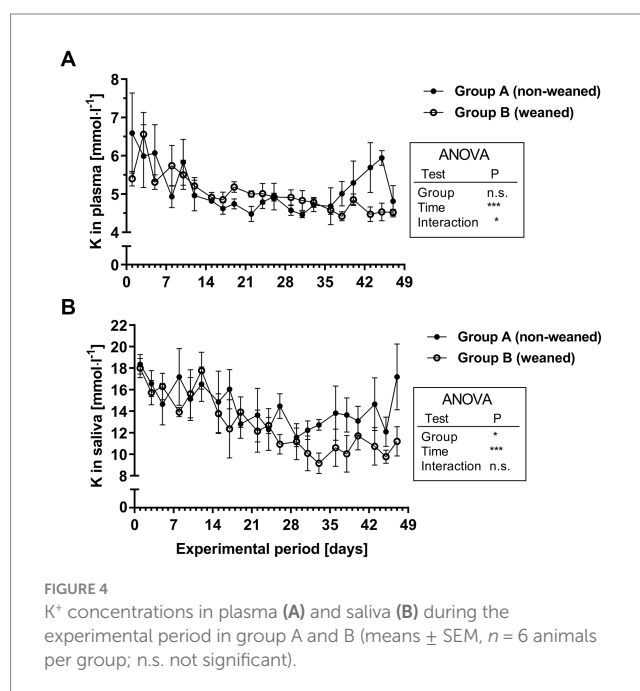 A
8
7
6
5
4
0
K in plasma [mmol·l⁻¹]
0 7 14 15 28 31 35 42 49
Group A (non-weaned)
Group B (weaned)
ANOVA
Test P
Group n.s.
Time ***
Interaction *
B
22
20
18
16
14
12
10
8
0
K in saliva [mmol·l⁻¹]
0 7 14 21 28 35 42 49
Experimental period [days]
Group A (non-weaned)
Group B (weaned)
ANOVA
Test P
Group *
Time ***
Interaction n.s.
FIGURE 4
K⁺ concentrations in plasma (A) and saliva (B) during the
experimental period in group A and B (means ± SEM, n = 6 animals
per group; n.s. not significant).